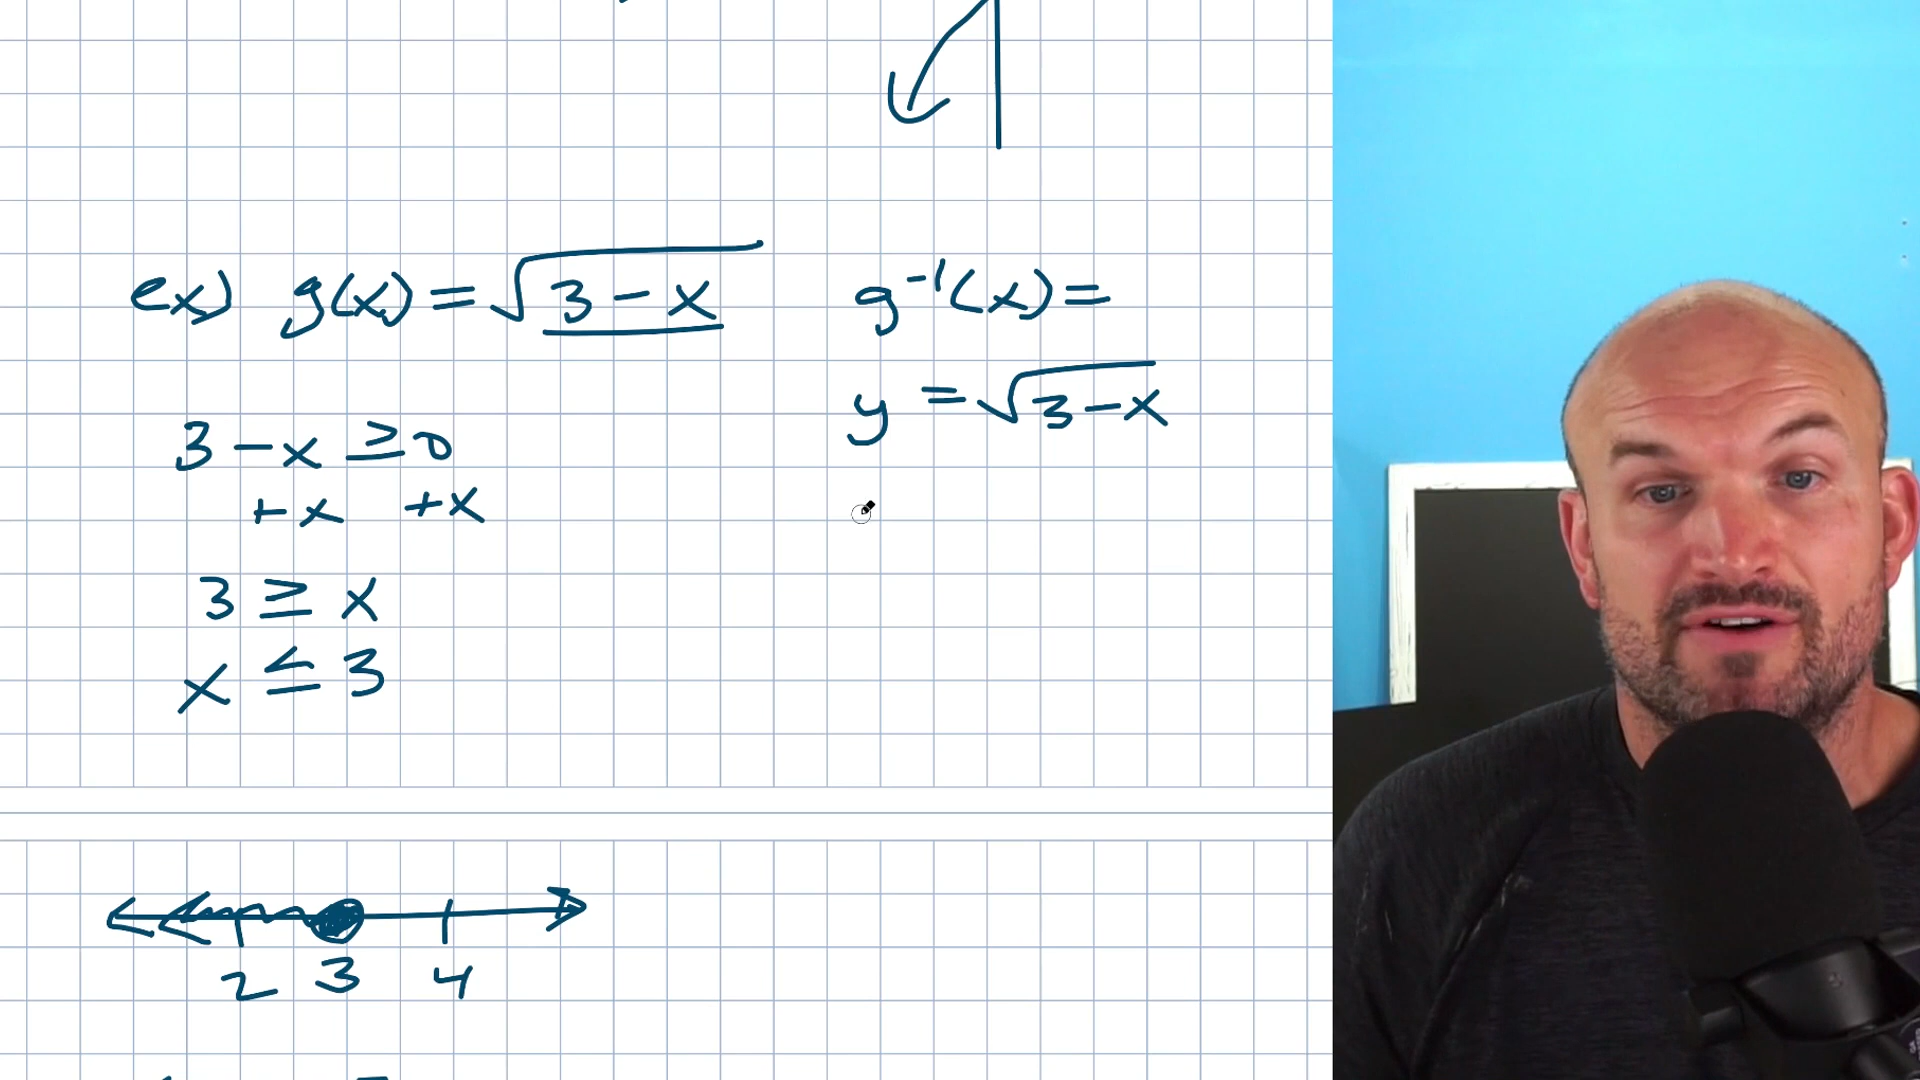 ex) g(x) = √(3 - x)
g⁻¹(x) =
y = √(3 - x)
3 - x ≥ 0
+ x + x
3 ≥ x
x ≤ 3
2 3 4